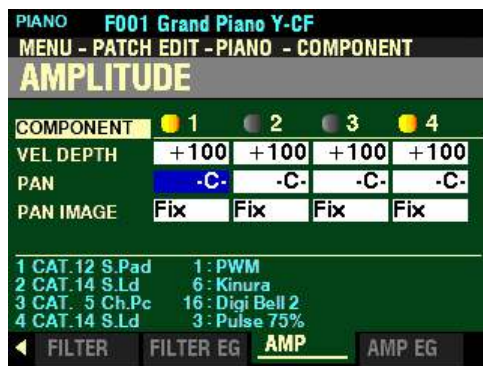 PIANO F001 Grand Piano Y-CF
MENU - PATCH EDIT - PIANO - COMPONENT
AMPLITUDE
COMPONENT 1 2 3 4
VEL DEPTH +100 +100 +100 +100
PAN -C- -C- -C- -C-
PAN IMAGE Fix Fix Fix Fix
1 CAT.12 S.Pad 1 : PWM
2 CAT.14 S.Ld 6 : Kinura
3 CAT. 5 Ch.Pc 16 : Digi Bell 2
4 CAT.14 S.Ld 3 : Pulse 75%
FILTER FILTER EG AMP AMP EG